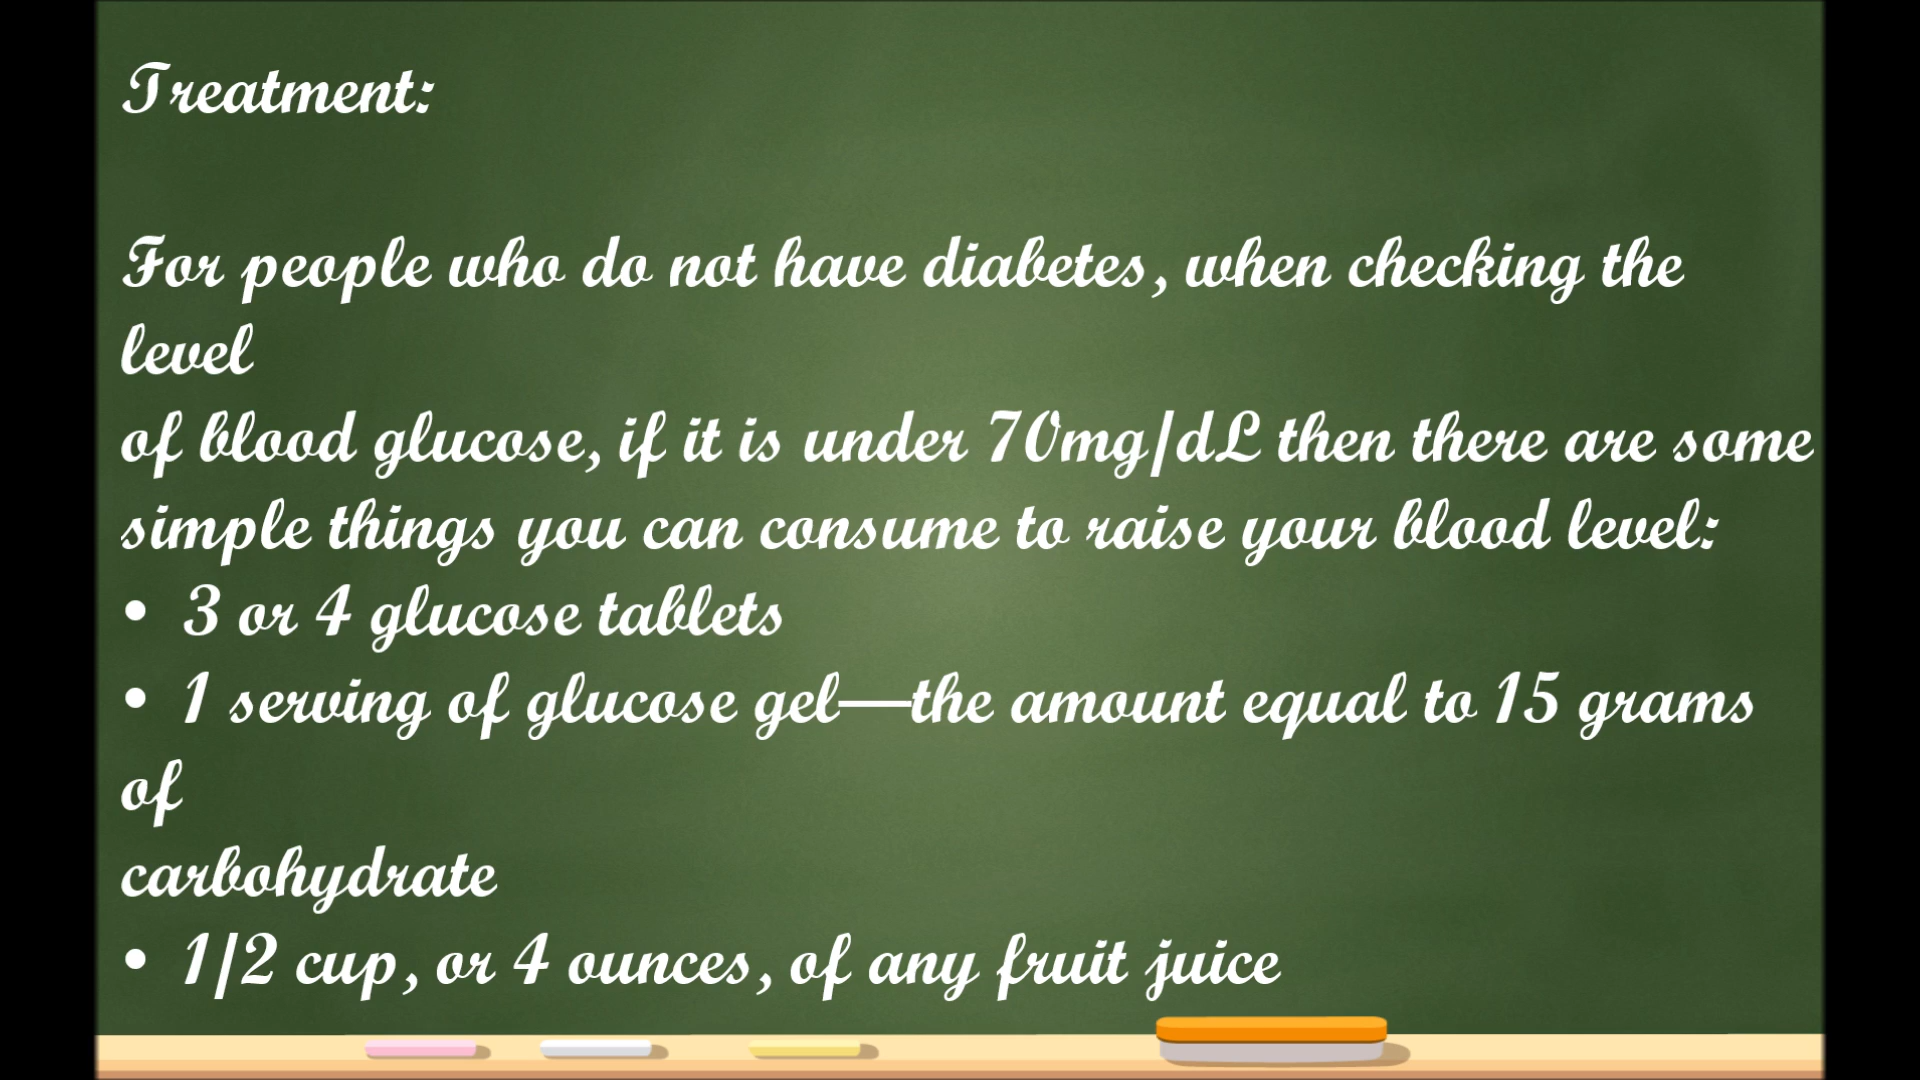 Treatment:
For people who do not have diabetes, when checking the
level
of blood glucose, if it is under 70mg/dL then there are some
simple things you can consume to raise your blood level:
• 3 or 4 glucose tablets
• 1 serving of glucose gel—the amount equal to 15 grams
of
carbohydrate
• 1/2 cup, or 4 ounces, of any fruit juice